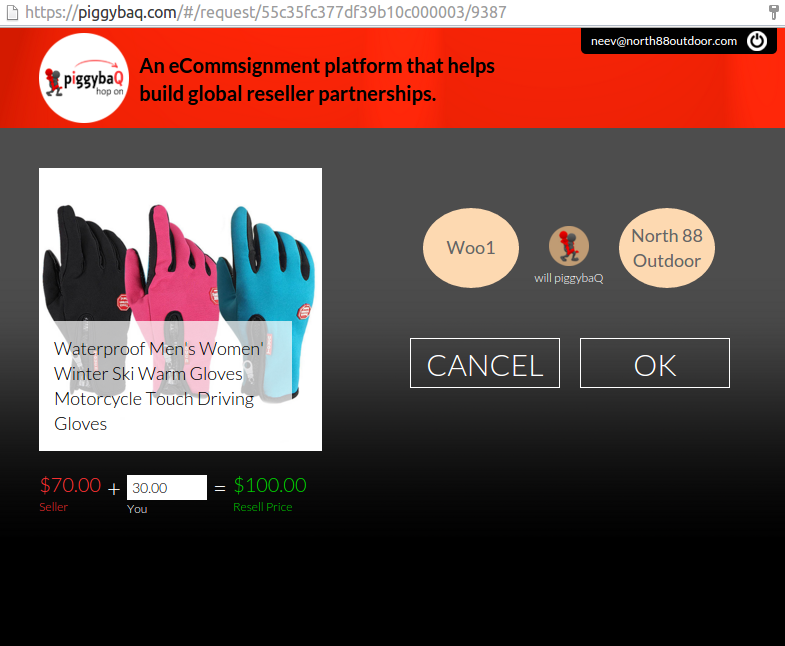 https://piggybaq.com/#/request/55c35fc377df39b10c000003/9387
neev@north88outdoor.com
piggybaQ
hop on
An eCommsignment platform that helps
build global reseller partnerships.
Waterproof Men's Women'
Winter Ski Warm Gloves
Motorcycle Touch Driving
Gloves
Woo1
will piggybaQ
North 88
Outdoor
CANCEL
OK
$70.00 + 30.00 = $100.00
Seller You Resell Price